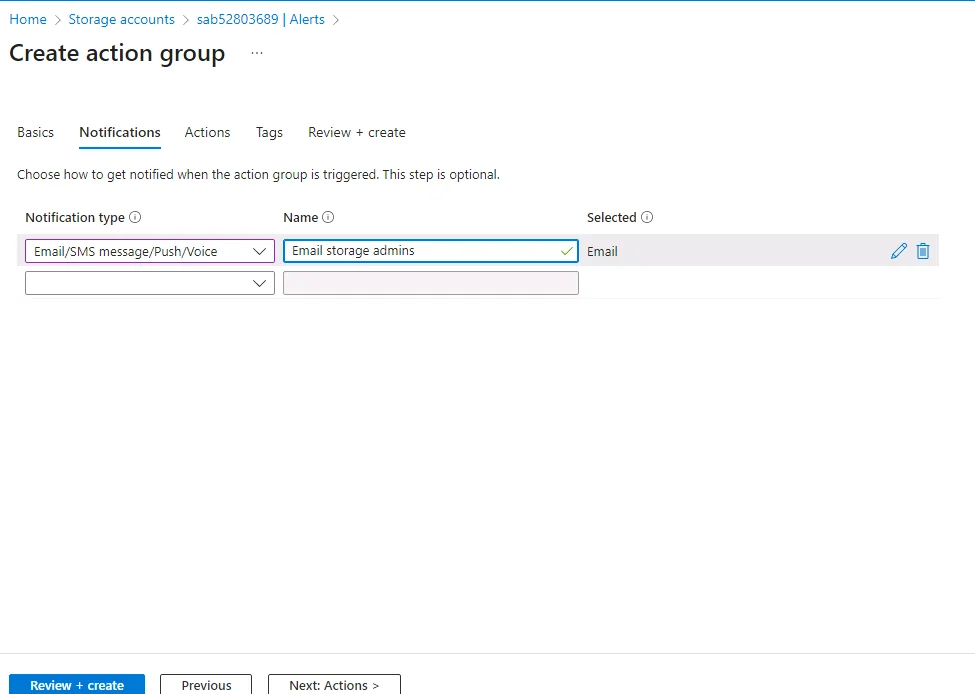 Home > Storage accounts > sab52803689 | Alerts >
Create action group ...
Basics Notifications Actions Tags Review + create
Choose how to get notified when the action group is triggered. This step is optional.
Notification type Name Selected
Email/SMS message/Push/Voice Email storage admins Email
Review + create Previous Next: Actions >